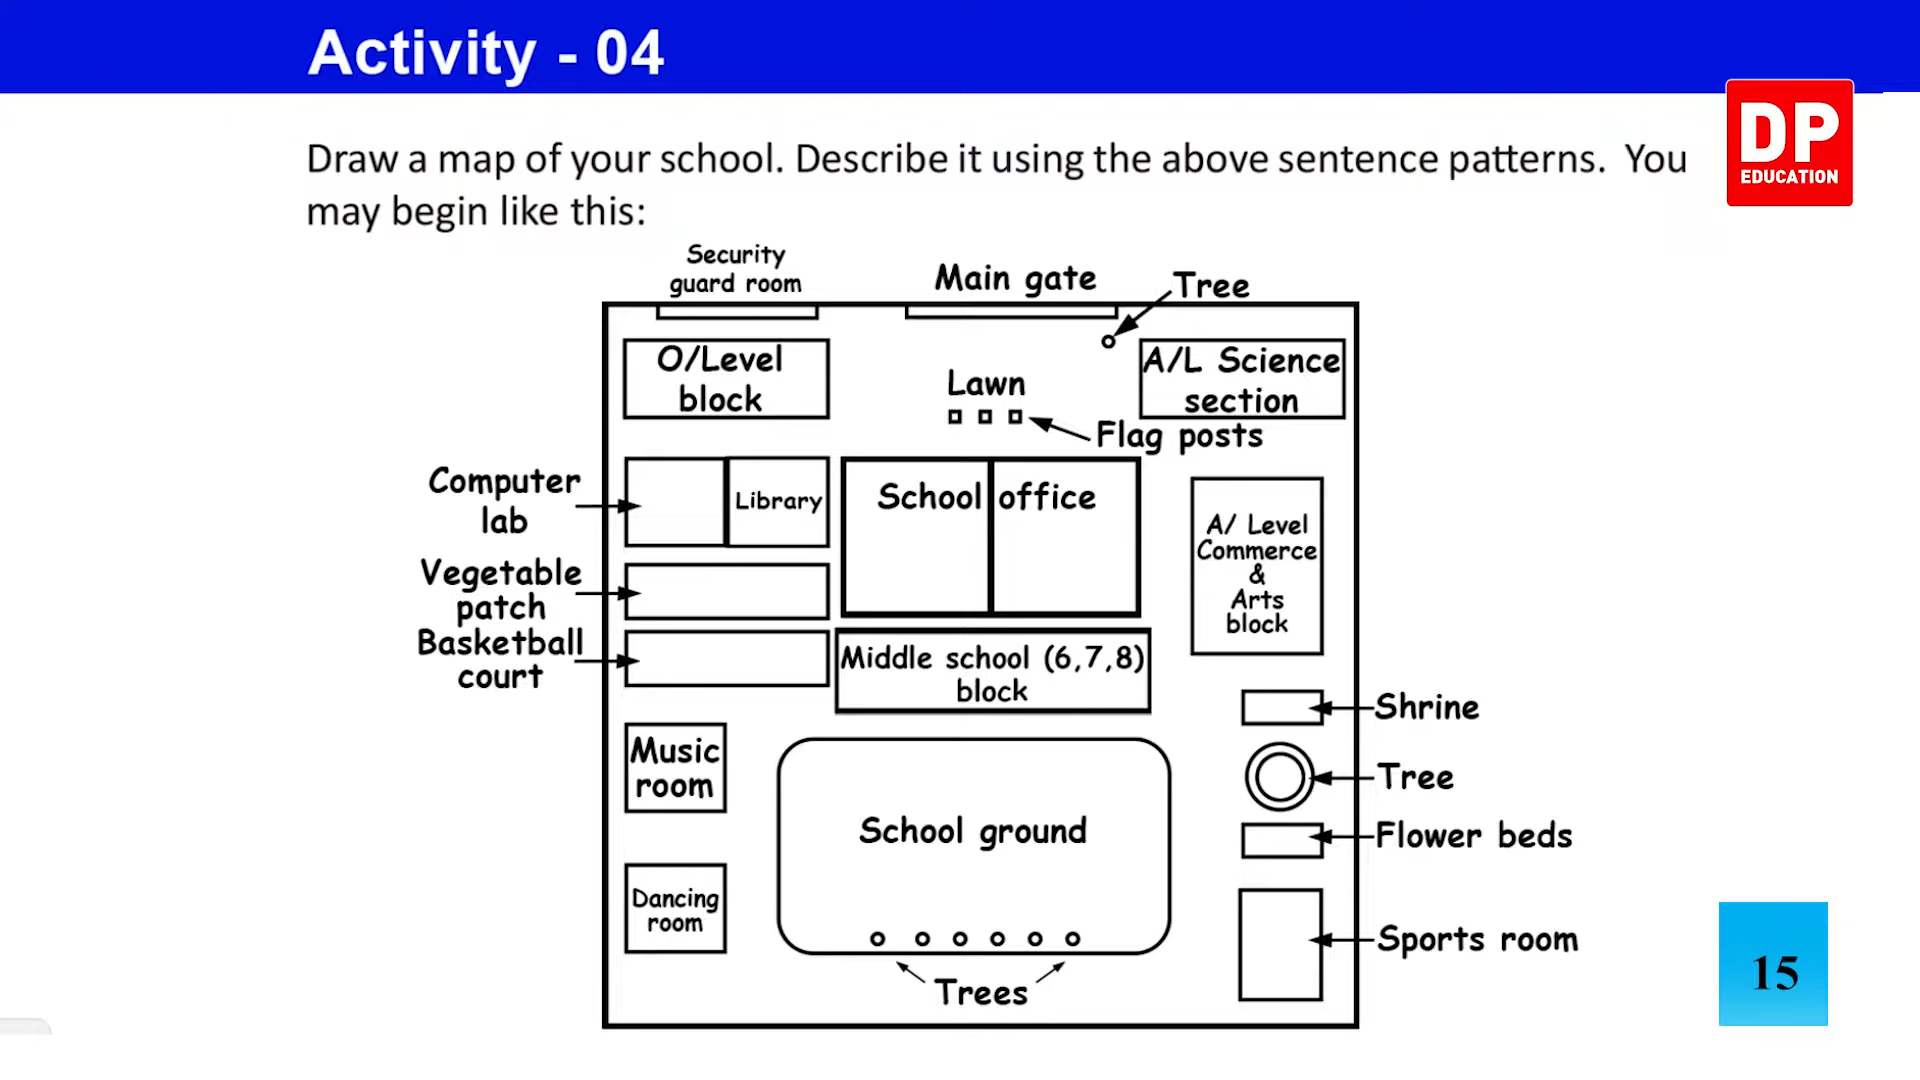 Activity - 04
DP
EDUCATION
Draw a map of your school. Describe it using the above sentence patterns. You
may begin like this:
Security
guard room
Main gate
Tree
O/Level
block
Lawn
A/L Science
section
Flag posts
Computer
lab
Library
School office
A/ Level
Commerce
&
Arts
block
Vegetable
patch
Basketball
court
Middle school (6,7,8)
block
Shrine
Music
room
Tree
School ground
Flower beds
Dancing
room
Sports room
Trees
15